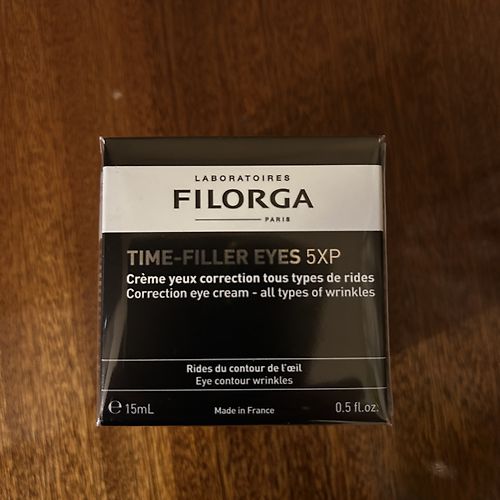 LABORATOIRES
FILORGA
PARIS
TIME-FILLER EYES 5XP
Crème yeux correction tous types de rides
Correction eye cream - all types of wrinkles
Rides du contour de l'œil
Eye contour wrinkles
℮ 15mL Made in France 0.5 fl.oz.